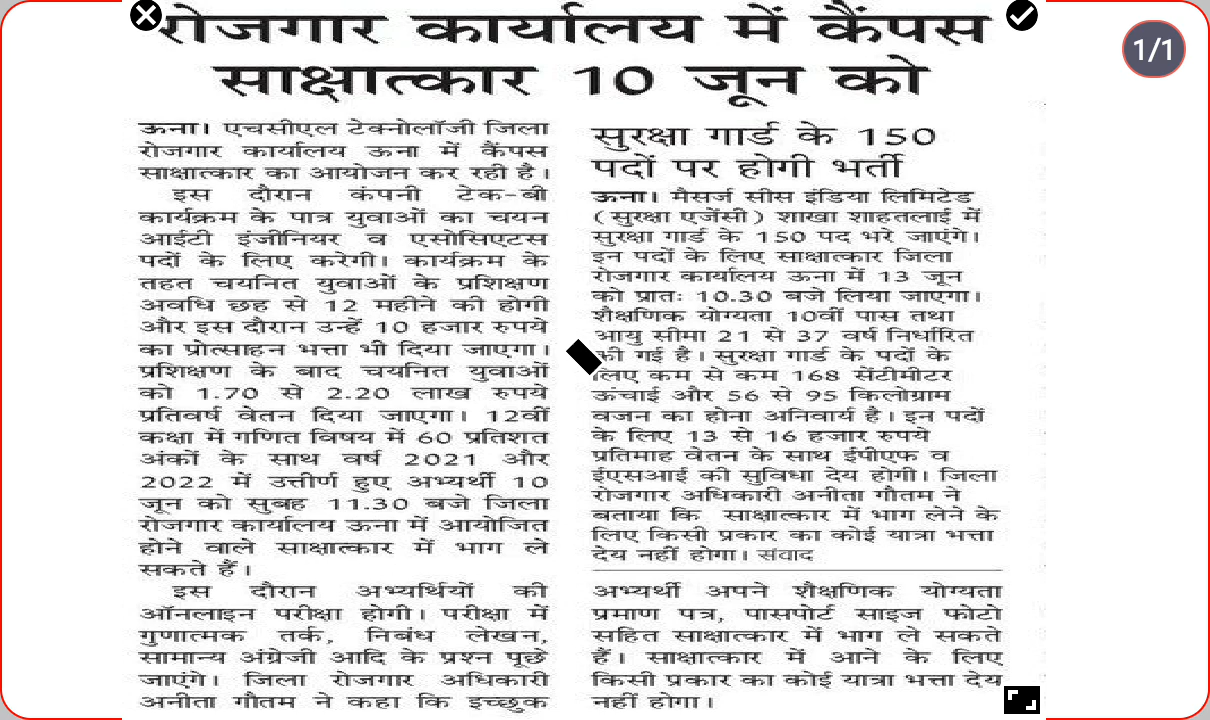 रोजगार कार्यालय में कैंपस
साक्षात्कार 10 जून को
1/1
ऊना। एचसीएल टेक्नोलॉजी जिला
रोजगार कार्यालय ऊना में कैंपस
साक्षात्कार का आयोजन कर रही है।
इस दौरान कंपनी टेक-बी
कार्यक्रम के पात्र युवाओं का चयन
आईटी इंजीनियर व एसोसिएटस
पदों के लिए करेगी। कार्यक्रम के
तहत चयनित युवाओं के प्रशिक्षण
अवधि छह से 12 महीने की होगी
और इस दौरान उन्हें 10 हजार रुपये
का प्रोत्साहन भत्ता भी दिया जाएगा।
प्रशिक्षण के बाद चयनित युवाओं
को 1.70 से 2.20 लाख रुपये
प्रतिवर्ष वेतन दिया जाएगा। 12वीं
कक्षा में गणित विषय में 60 प्रतिशत
अंकों के साथ वर्ष 2021 और
2022 में उत्तीर्ण हुए अभ्यर्थी 10
जून को सुबह 11.30 बजे जिला
रोजगार कार्यालय ऊना में आयोजित
होने वाले साक्षात्कार में भाग ले
सकते हैं।
इस दौरान अभ्यर्थियों की
ऑनलाइन परीक्षा होगी। परीक्षा में
गुणात्मक तर्क, निबंध लेखन,
सामान्य अंग्रेजी आदि के प्रश्न पूछे
जाएंगे। जिला रोजगार अधिकारी
अनीता गौतम ने कहा कि इच्छुक
सुरक्षा गार्ड के 150
पदों पर होगी भर्ती
ऊना। मैसर्ज सीस इंडिया लिमिटेड
(सुरक्षा एजेंसी) शाखा शाहतलाई में
सुरक्षा गार्ड के 150 पद भरे जाएंगे।
इन पदों के लिए साक्षात्कार जिला
रोजगार कार्यालय ऊना में 13 जून
को प्रातः 10.30 बजे लिया जाएगा।
शैक्षणिक योग्यता 10वीं पास तथा
आयु सीमा 21 से 37 वर्ष निर्धारित
की गई है। सुरक्षा गार्ड के पदों के
लिए कम से कम 168 सेंटीमीटर
ऊंचाई और 56 से 95 किलोग्राम
वजन का होना अनिवार्य है। इन पदों
के लिए 13 से 16 हजार रुपये
प्रतिमाह वेतन के साथ ईपीएफ व
ईएसआई की सुविधा देय होगी। जिला
रोजगार अधिकारी अनीता गौतम ने
बताया कि साक्षात्कार में भाग लेने के
लिए किसी प्रकार का कोई यात्रा भत्ता
देय नहीं होगा। संवाद
अभ्यर्थी अपने शैक्षणिक योग्यता
प्रमाण पत्र, पासपोर्ट साइज फोटो
सहित साक्षात्कार में भाग ले सकते
हैं। साक्षात्कार में आने के लिए
किसी प्रकार का कोई यात्रा भत्ता देय
नहीं होगा।